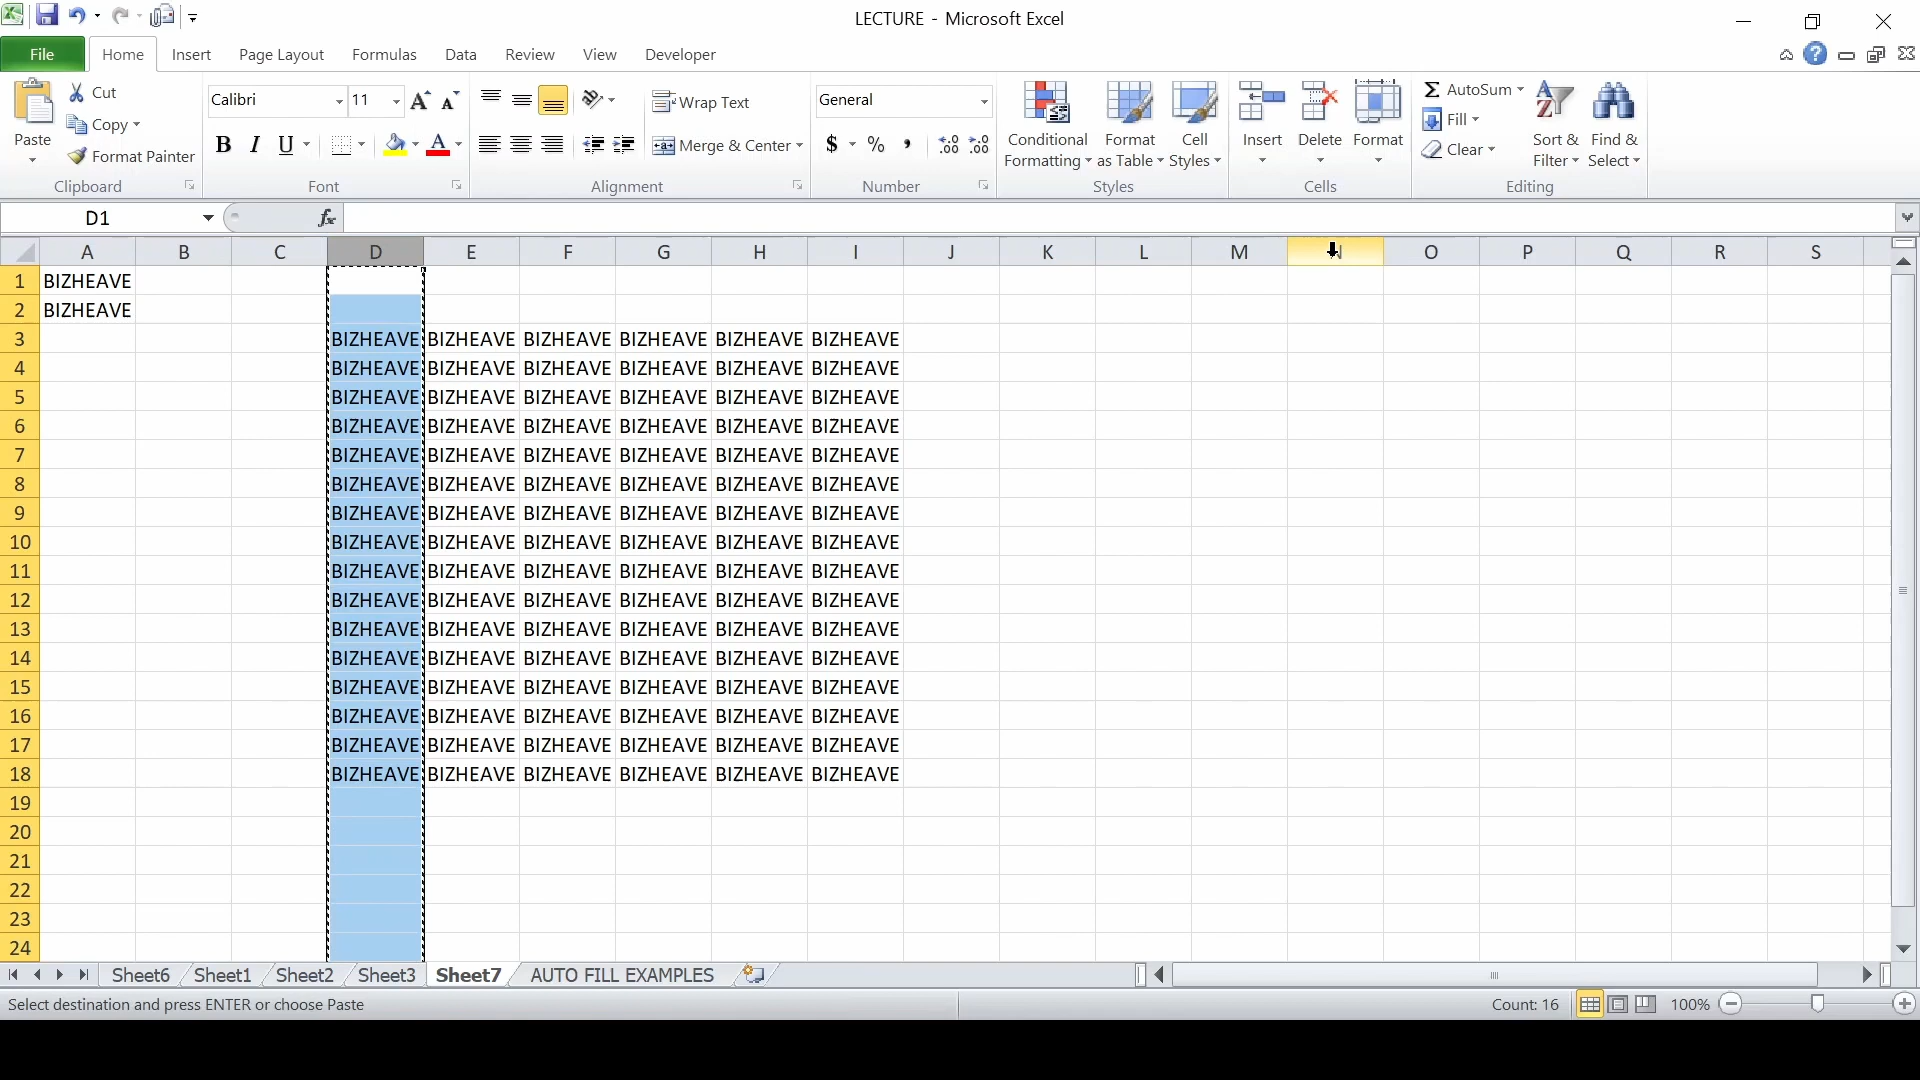 LECTURE - Microsoft Excel
File Home Insert Page Layout Formulas Data Review View Developer
Paste Cut Copy Format Painter Clipboard
Calibri 11 A A B I U A Font
Wrap Text Merge & Center Alignment
General $ % , .0 .00 .00 .0 Number
Conditional Formatting Format as Table Cell Styles Styles
Insert Delete Format Cells
Σ AutoSum Fill Clear Sort & Filter Find & Select Editing
D1 fx
A B C D E F G H I J K L M N O P Q R S
1 BIZHEAVE
2 BIZHEAVE
3 BIZHEAVE BIZHEAVE BIZHEAVE BIZHEAVE BIZHEAVE BIZHEAVE
4 BIZHEAVE BIZHEAVE BIZHEAVE BIZHEAVE BIZHEAVE BIZHEAVE
5 BIZHEAVE BIZHEAVE BIZHEAVE BIZHEAVE BIZHEAVE BIZHEAVE
6 BIZHEAVE BIZHEAVE BIZHEAVE BIZHEAVE BIZHEAVE BIZHEAVE
7 BIZHEAVE BIZHEAVE BIZHEAVE BIZHEAVE BIZHEAVE BIZHEAVE
8 BIZHEAVE BIZHEAVE BIZHEAVE BIZHEAVE BIZHEAVE BIZHEAVE
9 BIZHEAVE BIZHEAVE BIZHEAVE BIZHEAVE BIZHEAVE BIZHEAVE
10 BIZHEAVE BIZHEAVE BIZHEAVE BIZHEAVE BIZHEAVE BIZHEAVE
11 BIZHEAVE BIZHEAVE BIZHEAVE BIZHEAVE BIZHEAVE BIZHEAVE
12 BIZHEAVE BIZHEAVE BIZHEAVE BIZHEAVE BIZHEAVE BIZHEAVE
13 BIZHEAVE BIZHEAVE BIZHEAVE BIZHEAVE BIZHEAVE BIZHEAVE
14 BIZHEAVE BIZHEAVE BIZHEAVE BIZHEAVE BIZHEAVE BIZHEAVE
15 BIZHEAVE BIZHEAVE BIZHEAVE BIZHEAVE BIZHEAVE BIZHEAVE
16 BIZHEAVE BIZHEAVE BIZHEAVE BIZHEAVE BIZHEAVE BIZHEAVE
17 BIZHEAVE BIZHEAVE BIZHEAVE BIZHEAVE BIZHEAVE BIZHEAVE
18 BIZHEAVE BIZHEAVE BIZHEAVE BIZHEAVE BIZHEAVE BIZHEAVE
19
20
21
22
23
24
Sheet6 Sheet1 Sheet2 Sheet3 Sheet7 AUTO FILL EXAMPLES
Select destination and press ENTER or choose Paste Count: 16 100%